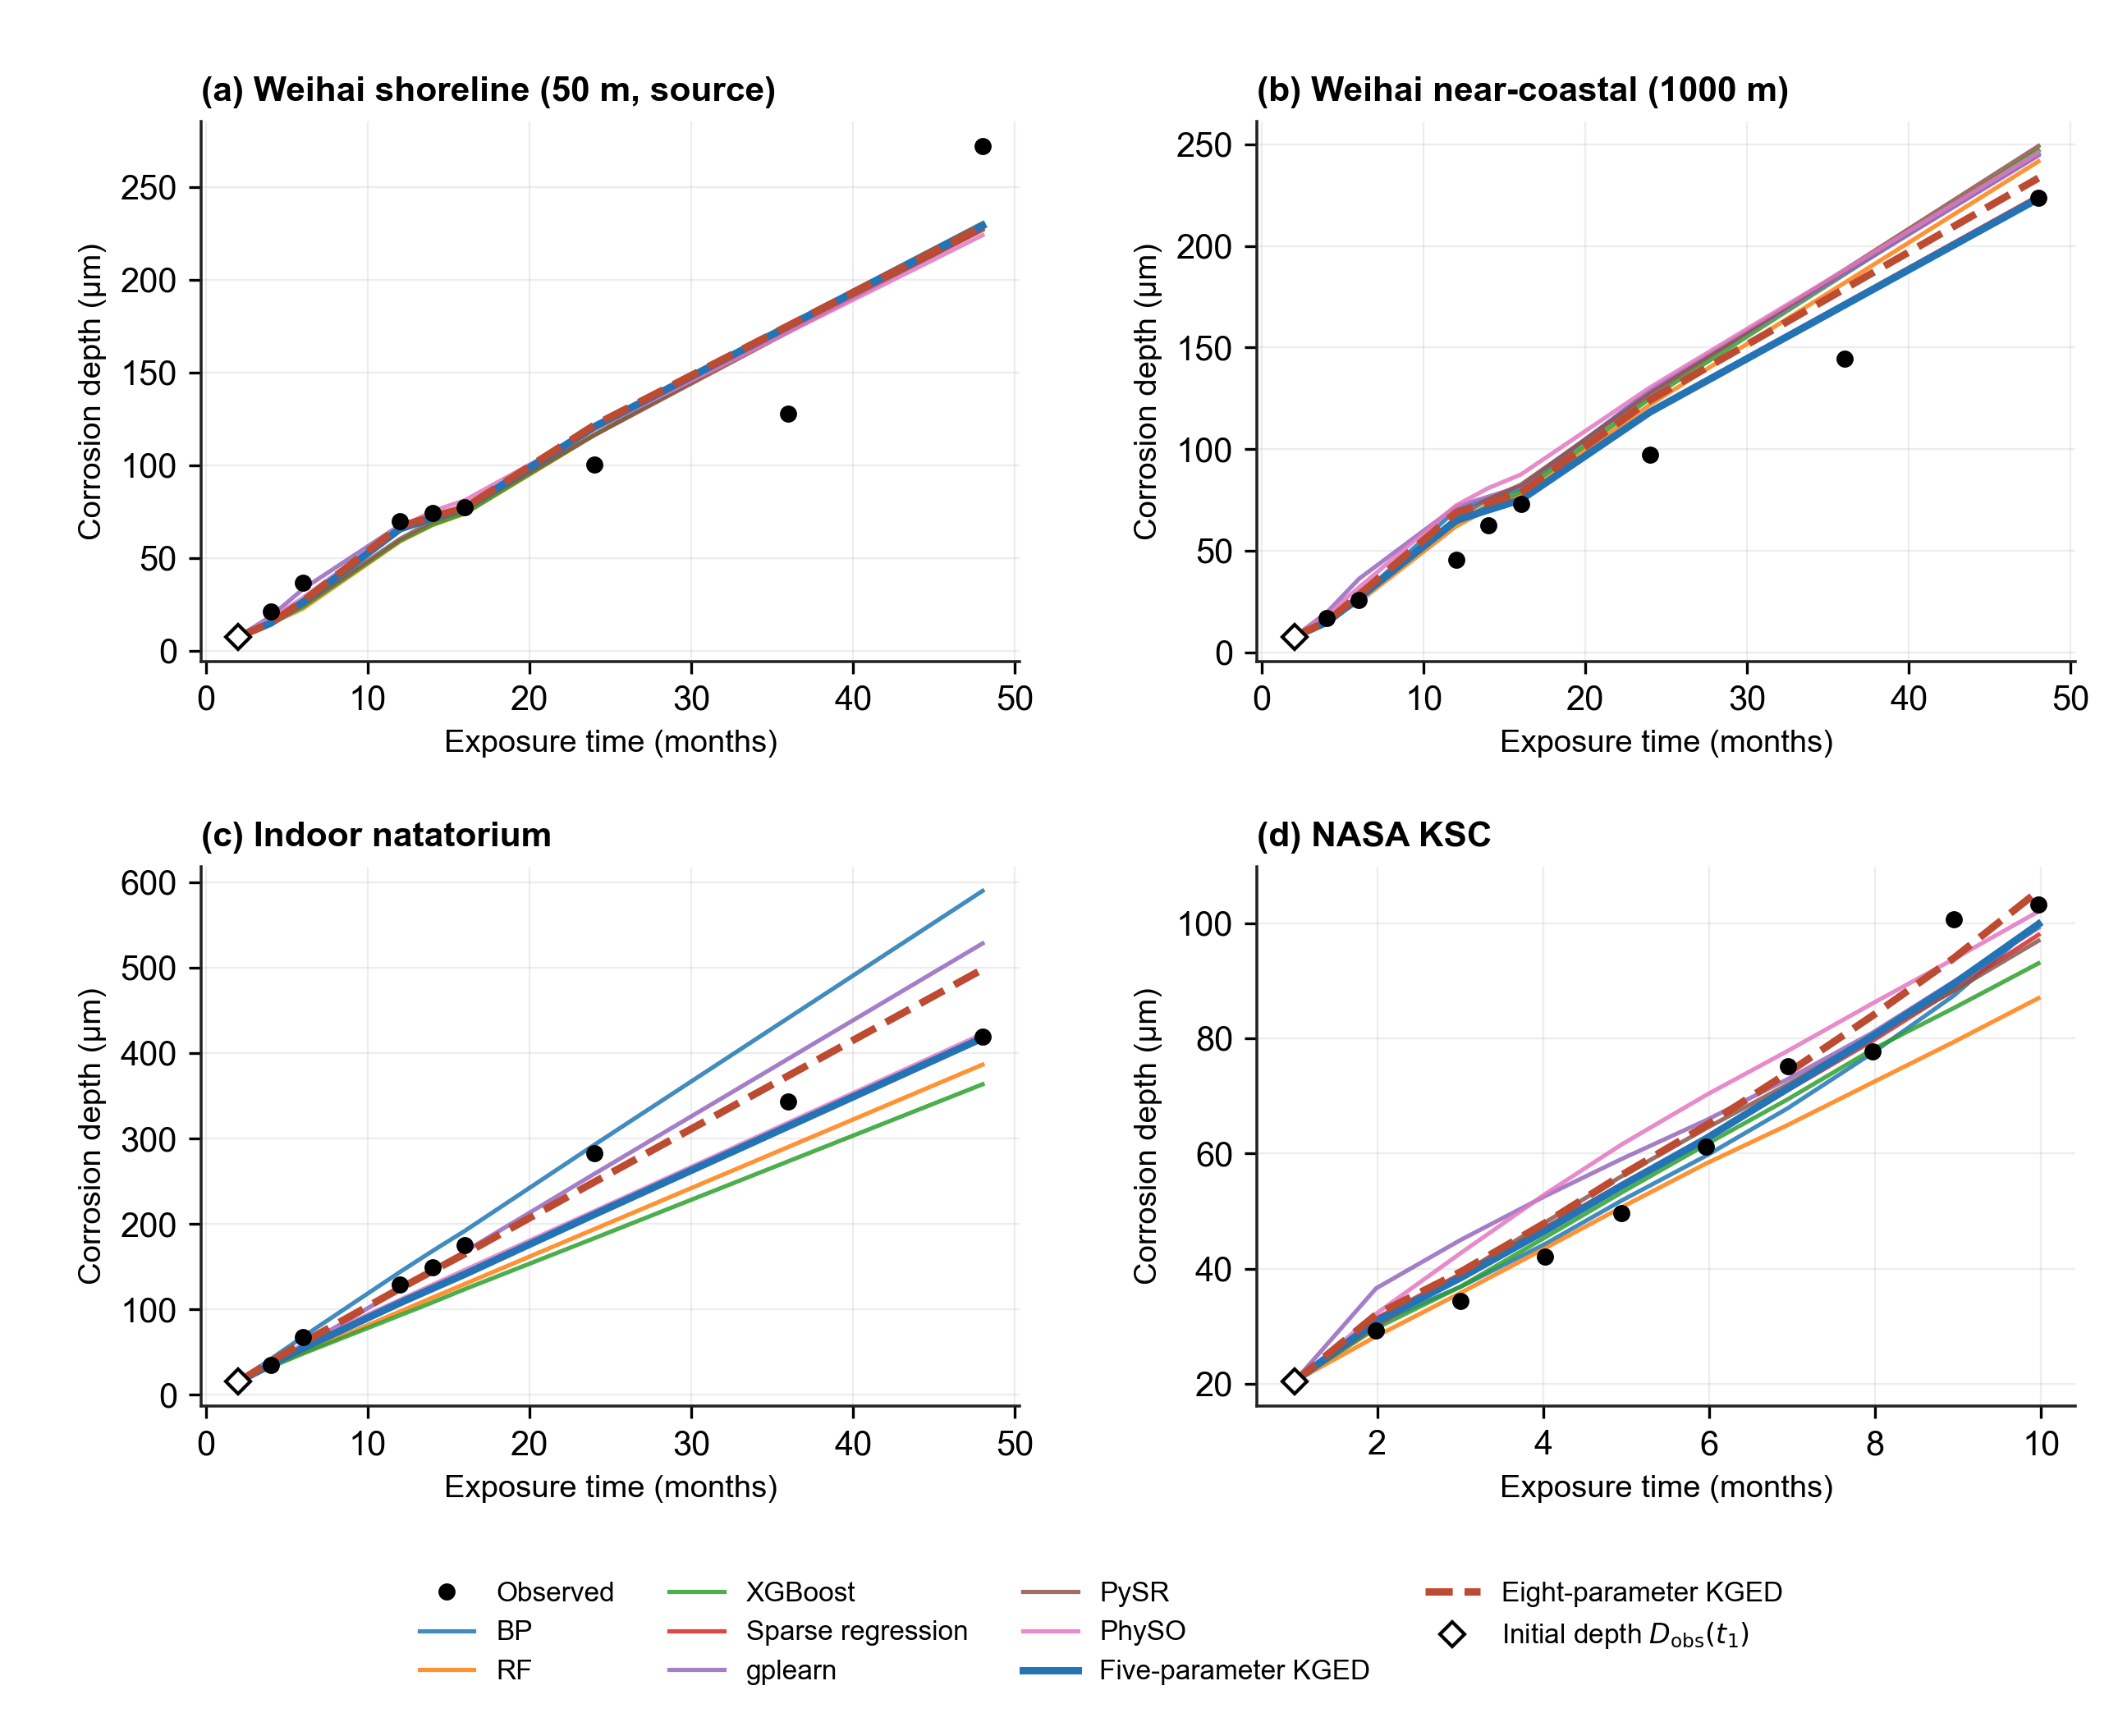 (a) Weihai shoreline (50 m, source)
Corrosion depth (μm)
250
200
150
100
50
0
0 10 20 30 40 50
Exposure time (months)
(b) Weihai near-coastal (1000 m)
Corrosion depth (μm)
250
200
150
100
50
0
0 10 20 30 40 50
Exposure time (months)
(c) Indoor natatorium
Corrosion depth (μm)
600
500
400
300
200
100
0
0 10 20 30 40 50
Exposure time (months)
(d) NASA KSC
Corrosion depth (μm)
100
80
60
40
20
2 4 6 8 10
Exposure time (months)
Observed
BP
RF
XGBoost
Sparse regression
gplearn
PySR
PhySO
Five-parameter KGED
Eight-parameter KGED
Initial depth D_obs(t_1)